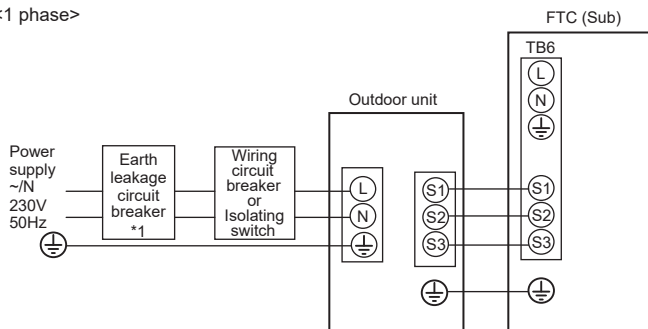 <1 phase>
FTC (Sub)
TB6
L
N
Outdoor unit
Power
supply
~/N
230V
50Hz
Earth
leakage
circuit
breaker
*1
Wiring
circuit
breaker
or
Isolating
switch
L
N
S1
S2
S3
S1
S2
S3